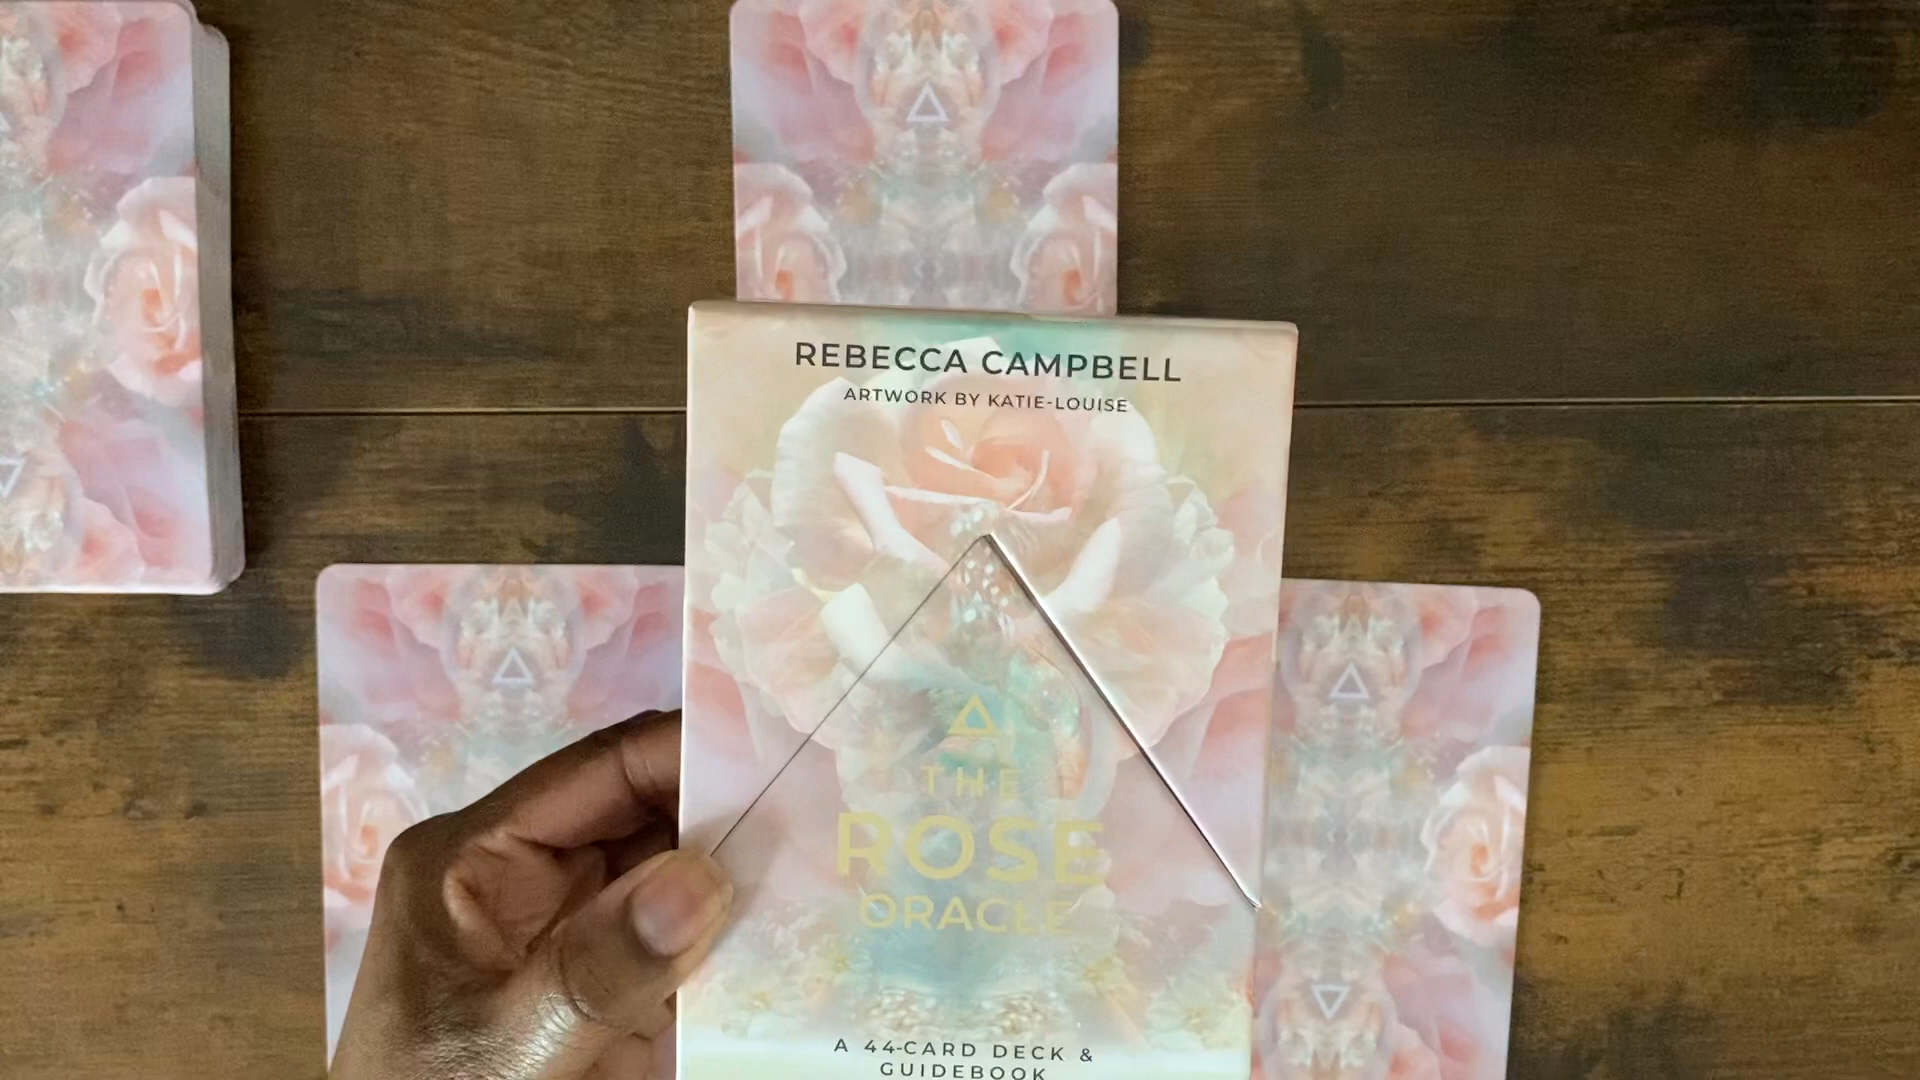 REBECCA CAMPBELL
ARTWORK BY KATIE-LOUISE
THE
ROSE
ORACLE
A 44-CARD DECK &
GUIDEBOOK